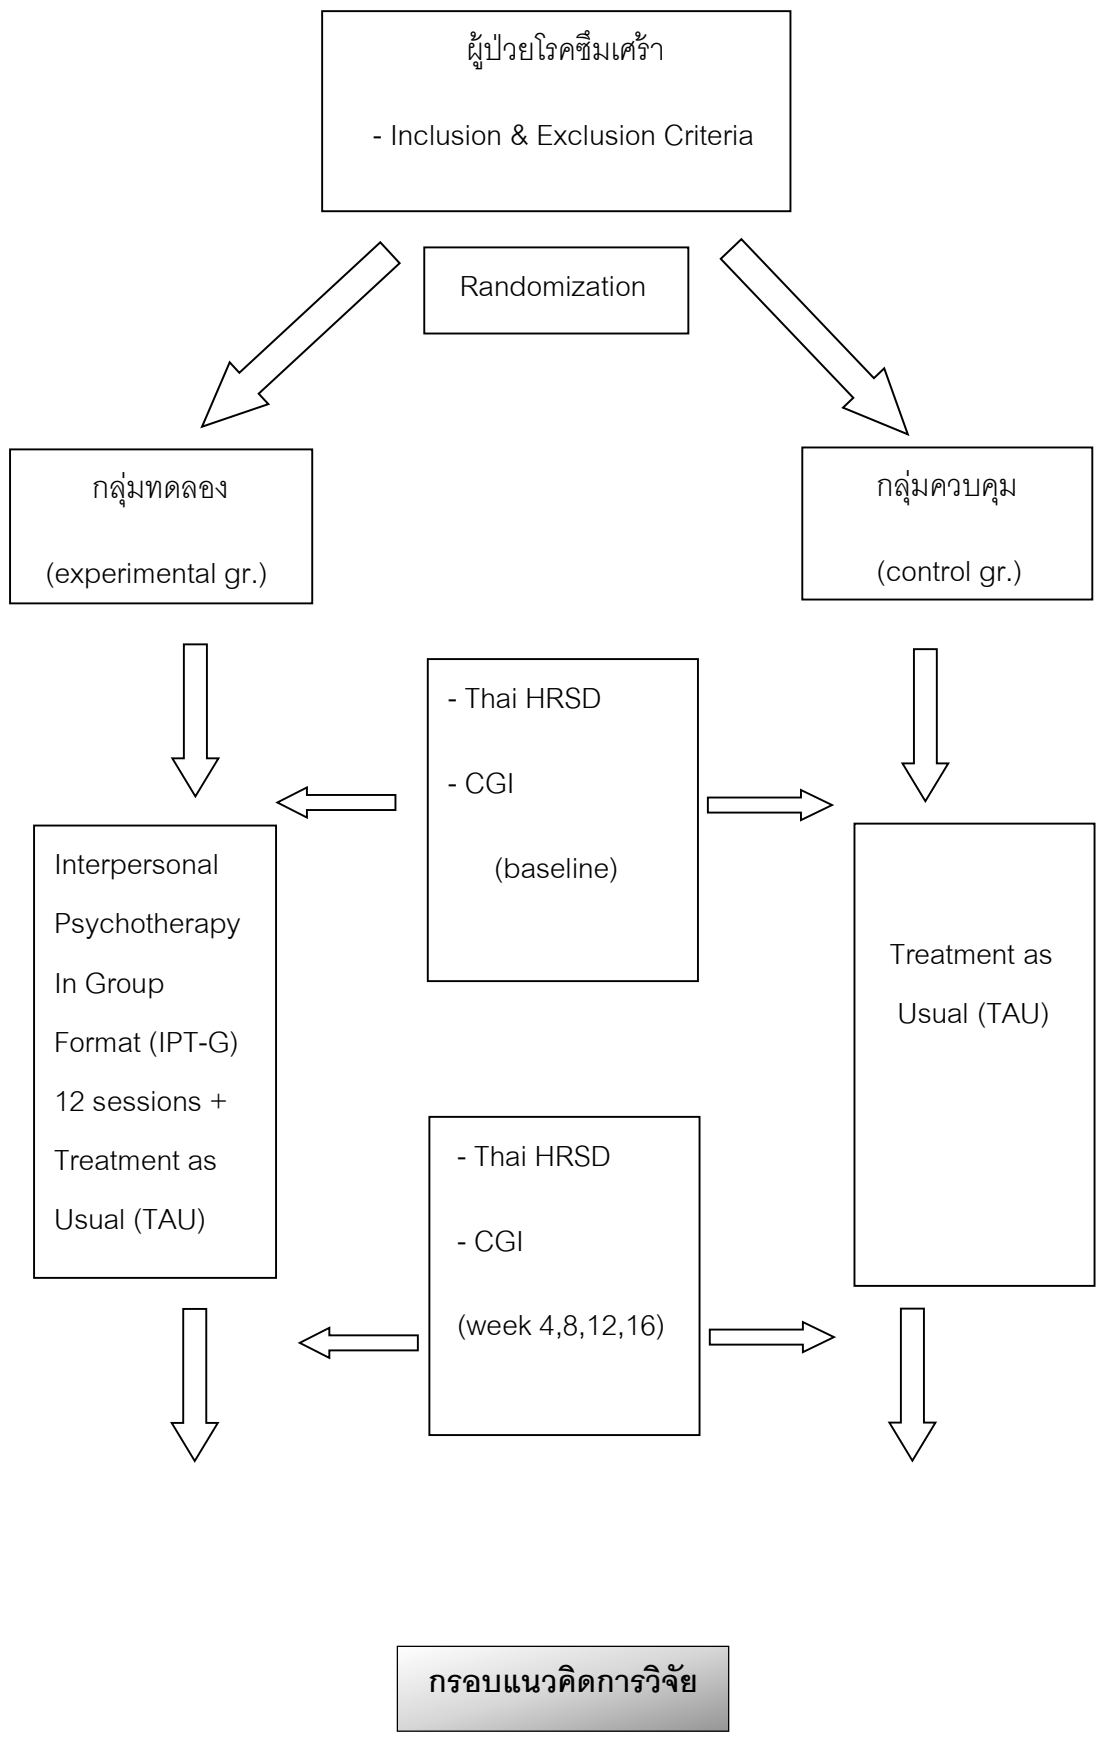 ผู้ป่วยโรคซึมเศร้า
- Inclusion & Exclusion Criteria
Randomization
กลุ่มทดลอง
(experimental gr.)
กลุ่มควบคุม
(control gr.)
- Thai HRSD
- CGI
(baseline)
Interpersonal
Psychotherapy
In Group
Format (IPT-G)
12 sessions +
Treatment as
Usual (TAU)
Treatment as
Usual (TAU)
- Thai HRSD
- CGI
(week 4,8,12,16)
กรอบแนวคิดการวิจัย